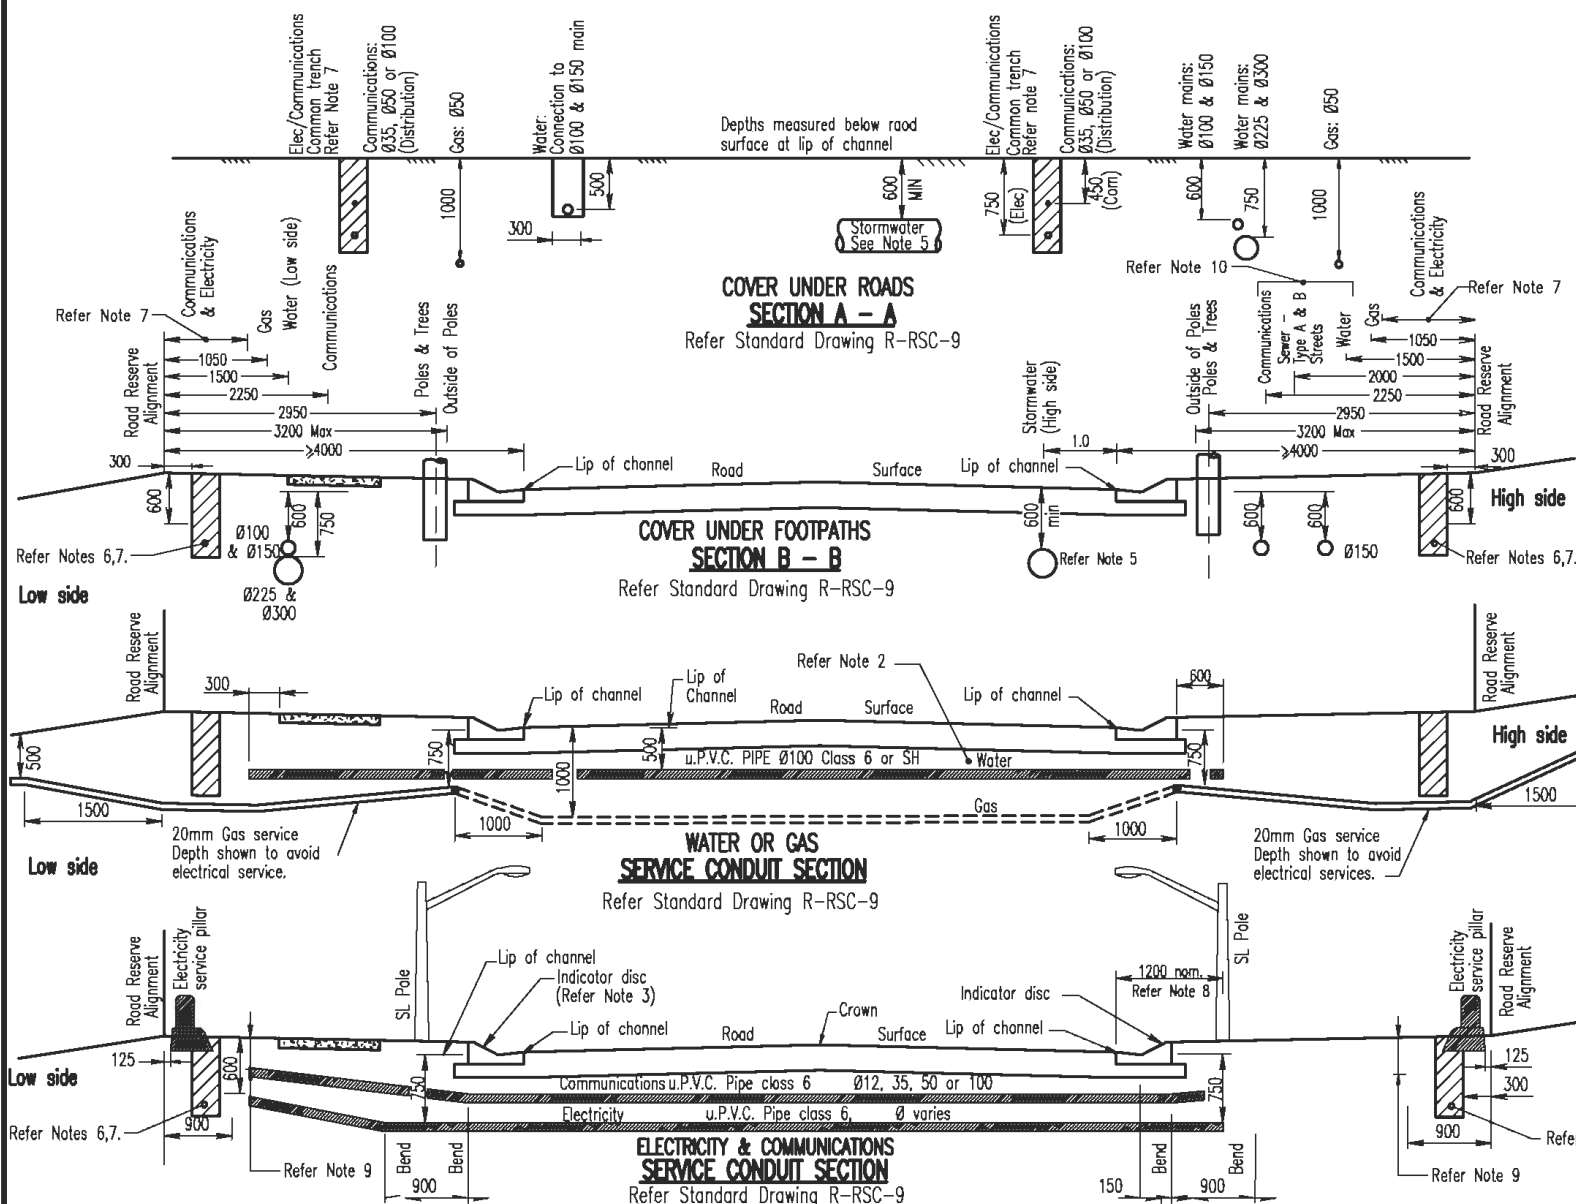 Elec/Communications
Common trench
Refer Note 7
Communications:
Ø35, Ø50 or Ø100
(Distribution)
Gas: Ø50
Water:
Connection to
Ø100 & Ø150 main
Depths measured below raod
surface at lip of channel
Elec/Communications
Common trench
Refer note 7
Communications:
Ø35, Ø50 or Ø100
(Distribution)
Water mains:
Ø100 & Ø150
Water mains:
Ø225 & Ø300
Gas: Ø50
1000
500
300
600
MIN
Stormwater
See Note 5
750
(Elec)
450
(Com)
600
750
1000
COVER UNDER ROADS
SECTION A - A
Refer Standard Drawing R-RSC-9
Refer Note 7
Communications
& Electricity
Gas
Water (Low side)
Communications
Poles & Trees
Outside of Poles
Road Reserve
Alignment
1050
1500
2250
2950
3200 Max
≥4000
Refer Note 10
Communications
Sewer -
Type A & B
Streets
Water
Gas
Communications
& Electricity
Refer Note 7
Stormwater
(High side)
Outside of Poles
Poles & Trees
1050
1500
2000
2250
2950
3200 Max
≥4000
Road Reserve
Alignment
1.0
300
Lip of channel
Road Surface
Lip of channel
300
600
600
750
Ø100
& Ø150
Ø225 &
Ø300
Refer Notes 6,7.
Low side
COVER UNDER FOOTPATHS
SECTION B - B
Refer Standard Drawing R-RSC-9
600
min
Refer Note 5
600
600
Ø150
600
High side
Refer Notes 6,7.
Road Reserve
Alignment
300
Lip of channel
Lip of
Channel
Refer Note 2
Road Surface
Lip of channel
600
Road Reserve
Alignment
High side
500
750
1000
500
u.P.V.C. PIPE Ø100 Class 6 or SH
Water
750
Gas
1500
1000
1000
1500
20mm Gas service
Depth shown to avoid
electrical service.
Low side
WATER OR GAS
SERVICE CONDUIT SECTION
Refer Standard Drawing R-RSC-9
20mm Gas service
Depth shown to avoid
electrical services.
Road Reserve
Alignment
Electricity
service pillar
SL Pole
Lip of channel
Indicator disc
(Refer Note 3)
Lip of channel
Road Surface
Crown
Lip of channel
Indicator disc
1200 nom.
Refer Note 8
SL Pole
Electricity
service pillar
Road Reserve
Alignment
125
Low side
600
750
Communications u.P.V.C. Pipe class 6 Ø12, 35, 50 or 100
Electricity u.P.V.C. Pipe class 6, Ø varies
750
125
300
Refer Notes 6,7.
900
Refer Note 9
Bend
Bend
900
ELECTRICITY & COMMUNICATIONS
SERVICE CONDUIT SECTION
Refer Standard Drawing R-RSC-9
Bend
Bend
150
900
900
Refer Note 9